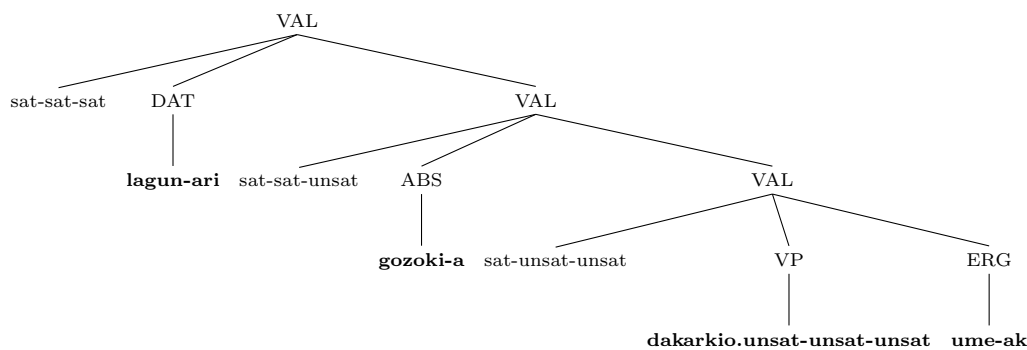 VAL
sat-sat-sat DAT VAL
lagun-ari sat-sat-unsat ABS VAL
gozoki-a sat-unsat-unsat VP ERG
dakarkio.unsat-unsat-unsat ume-ak